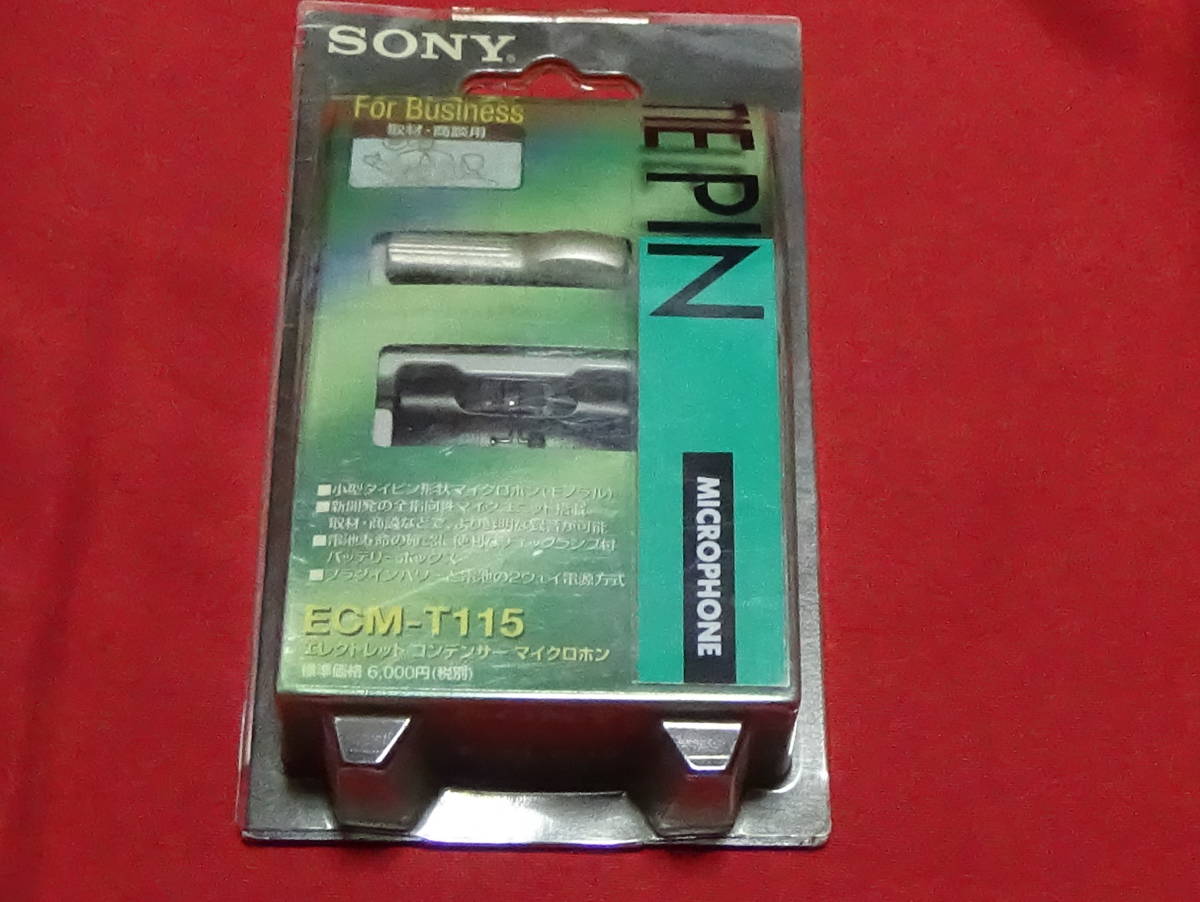 SONY
For Business
取材・商談用
TIEPIN
MICROPHONE
■小型タイピン形状マイクロホン(モノラル)
■新開発の全指向性マイクユニット搭載
取材・商談などで、より鮮明な録音が可能
■電池寿命の確認に便利なチェックランプ付
バッテリーボックス
■プラグインパワーと電池の2ウェイ電源方式
ECM-T115
エレクトレット コンデンサー マイクロホン
標準価格 6,000円(税別)